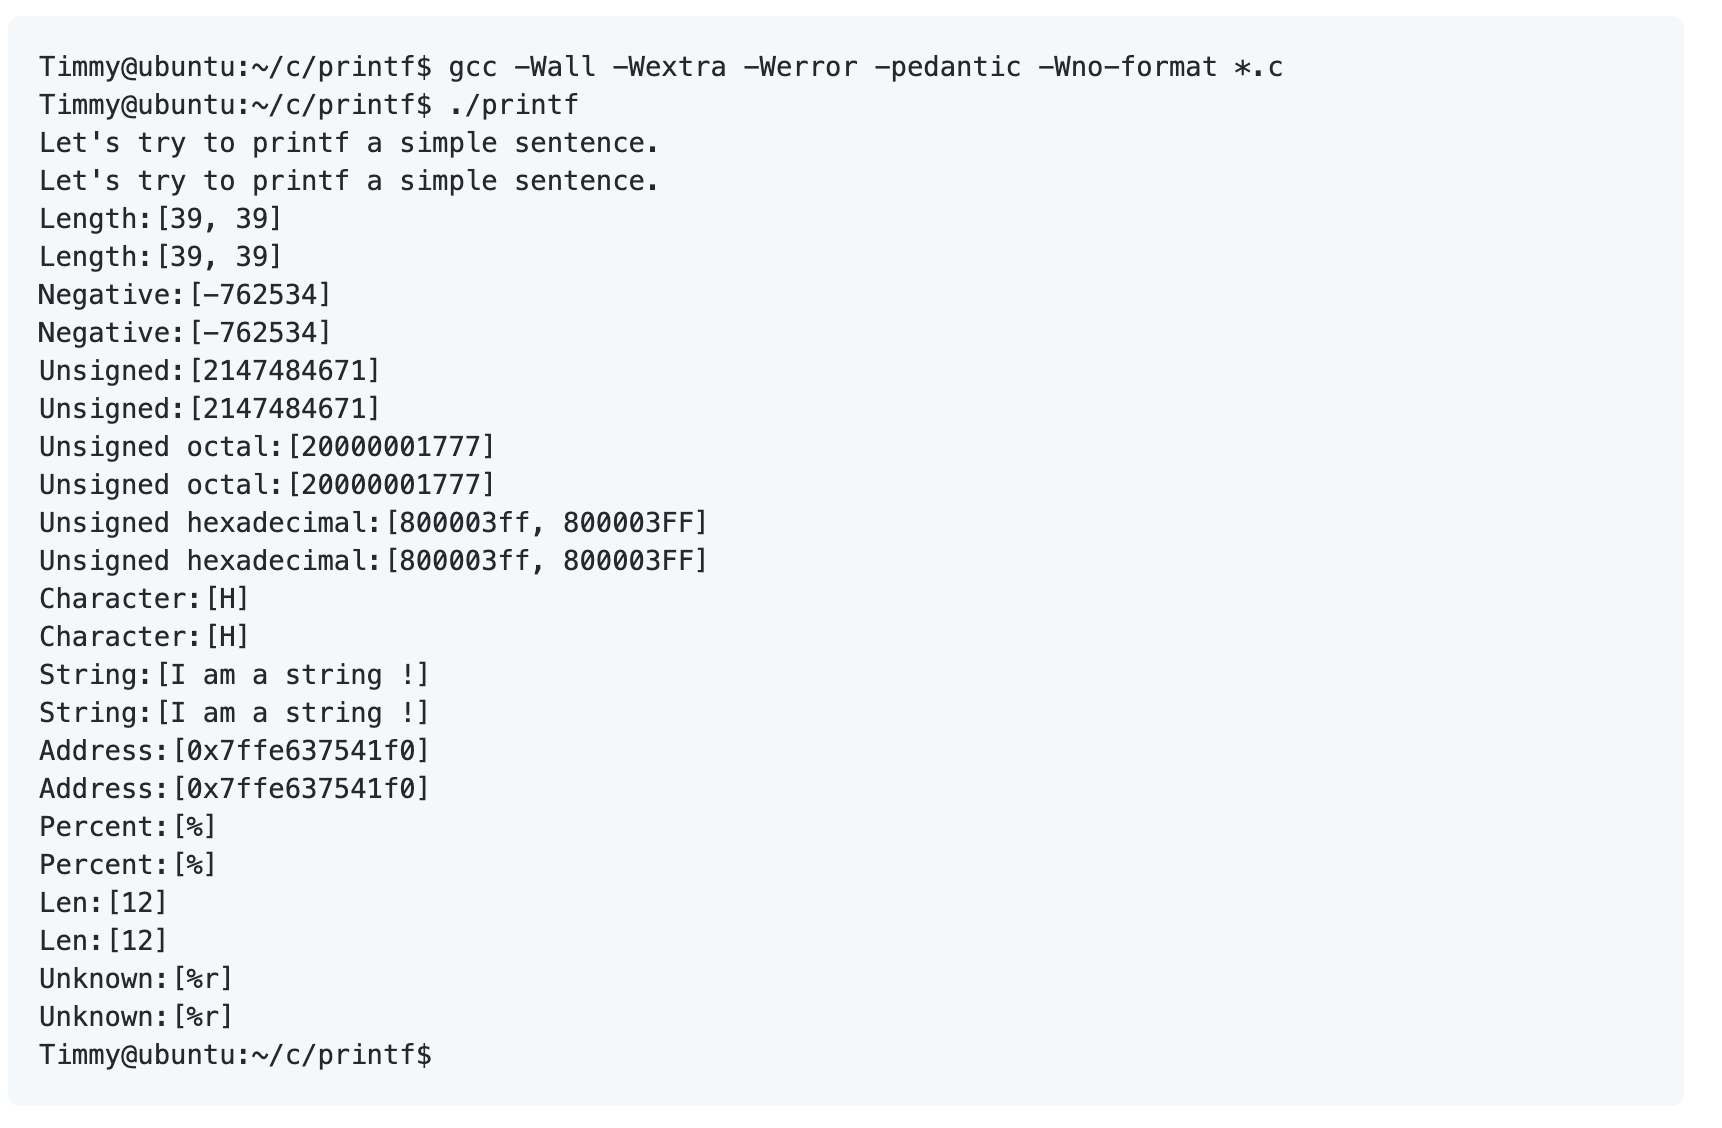 Timmy@ubuntu:~/c/printf$ gcc -Wall -Wextra -Werror -pedantic -Wno-format *.c
Timmy@ubuntu:~/c/printf$ ./printf
Let's try to printf a simple sentence.
Let's try to printf a simple sentence.
Length:[39, 39]
Length:[39, 39]
Negative:[-762534]
Negative:[-762534]
Unsigned:[2147484671]
Unsigned:[2147484671]
Unsigned octal:[20000001777]
Unsigned octal:[20000001777]
Unsigned hexadecimal:[800003ff, 800003FF]
Unsigned hexadecimal:[800003ff, 800003FF]
Character:[H]
Character:[H]
String:[I am a string !]
String:[I am a string !]
Address:[0x7ffe637541f0]
Address:[0x7ffe637541f0]
Percent:[%]
Percent:[%]
Len:[12]
Len:[12]
Unknown:[%r]
Unknown:[%r]
Timmy@ubuntu:~/c/printf$